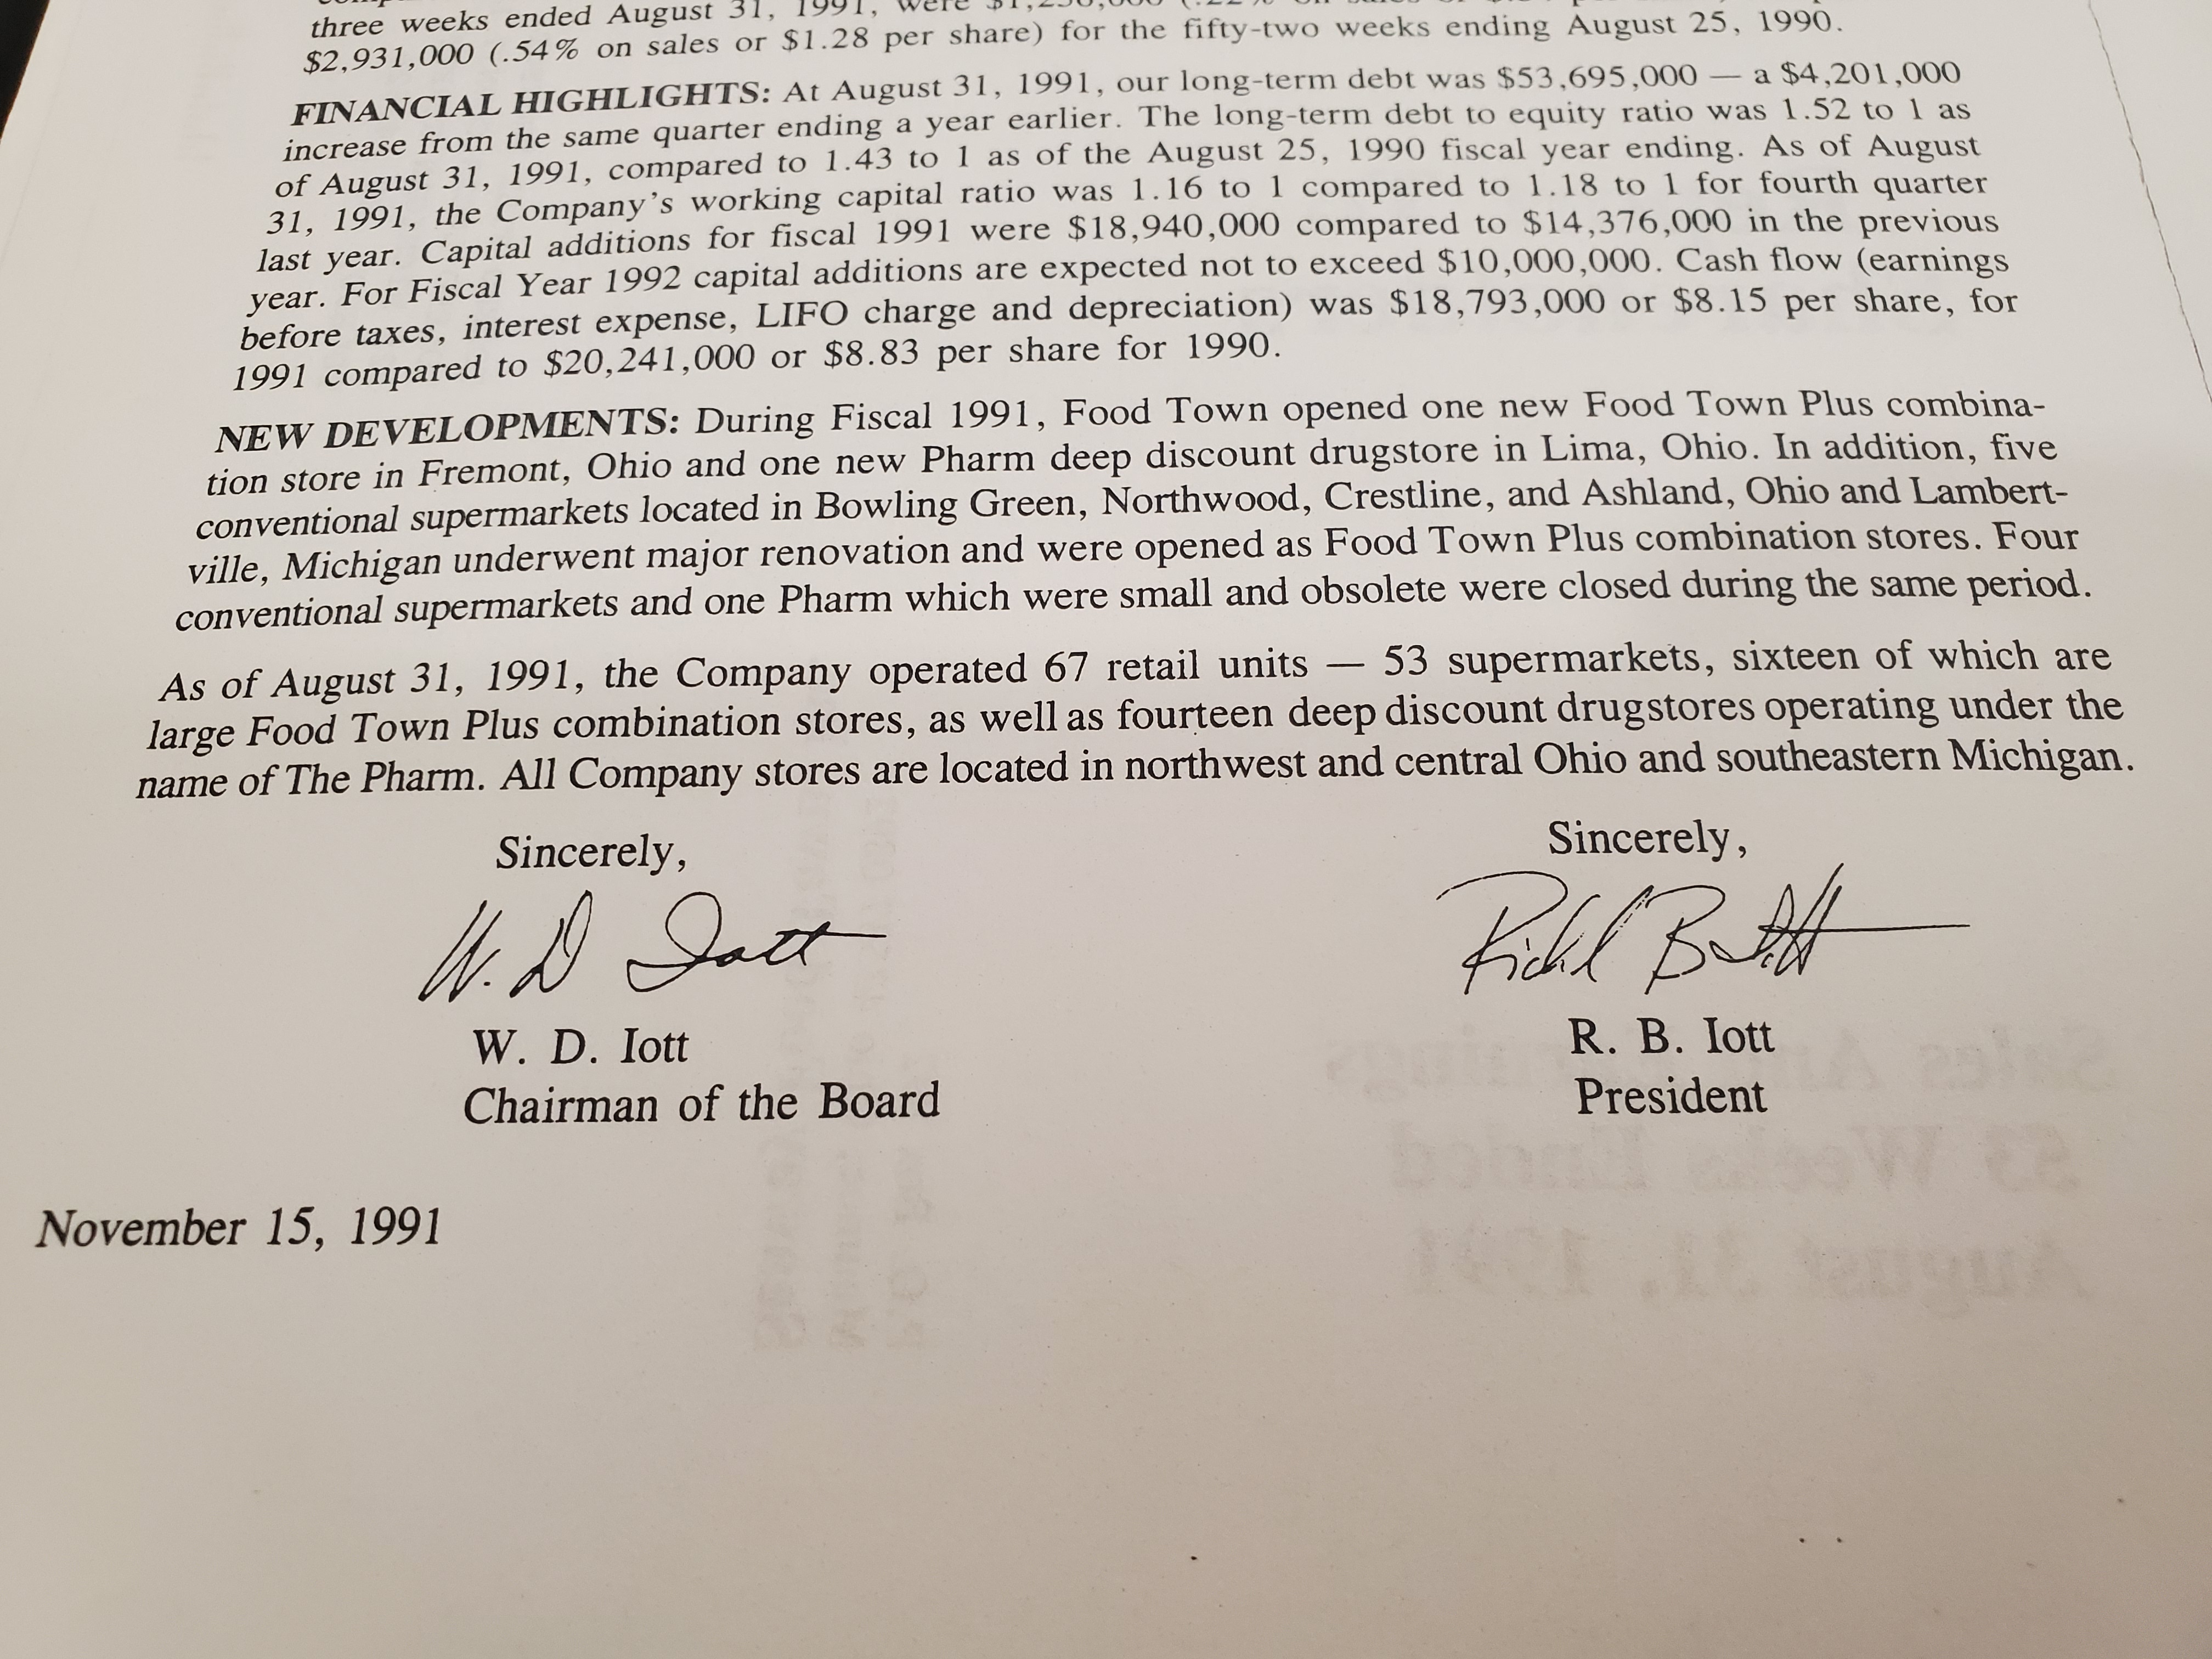 three weeks ended August 31, 1991, were
$2,931,000 (.54% on sales or $1.28 per share) for the fifty-two weeks ending August 25, 1990.
FINANCIAL HIGHLIGHTS: At August 31, 1991, our long-term debt was $53,695,000 — a $4,201,000
increase from the same quarter ending a year earlier. The long-term debt to equity ratio was 1.52 to 1 as
of August 31, 1991, compared to 1.43 to 1 as of the August 25, 1990 fiscal year ending. As of August
31, 1991, the Company's working capital ratio was 1.16 to 1 compared to 1.18 to 1 for fourth quarter
last year. Capital additions for fiscal 1991 were $18,940,000 compared to $14,376,000 in the previous
year. For Fiscal Year 1992 capital additions are expected not to exceed $10,000,000. Cash flow (earnings
before taxes, interest expense, LIFO charge and depreciation) was $18,793,000 or $8.15 per share, for
1991 compared to $20,241,000 or $8.83 per share for 1990.
NEW DEVELOPMENTS: During Fiscal 1991, Food Town opened one new Food Town Plus combina-
tion store in Fremont, Ohio and one new Pharm deep discount drugstore in Lima, Ohio. In addition, five
conventional supermarkets located in Bowling Green, Northwood, Crestline, and Ashland, Ohio and Lambert-
ville, Michigan underwent major renovation and were opened as Food Town Plus combination stores. Four
conventional supermarkets and one Pharm which were small and obsolete were closed during the same period.
As of August 31, 1991, the Company operated 67 retail units — 53 supermarkets, sixteen of which are
large Food Town Plus combination stores, as well as fourteen deep discount drugstores operating under the
name of The Pharm. All Company stores are located in northwest and central Ohio and southeastern Michigan.
Sincerely,
W. D Iott
W. D. Iott
Chairman of the Board
Sincerely,
Richd B Iott
R. B. Iott
President
November 15, 1991
Sales And Earnings
53 Weeks Ended
August 31, 1991